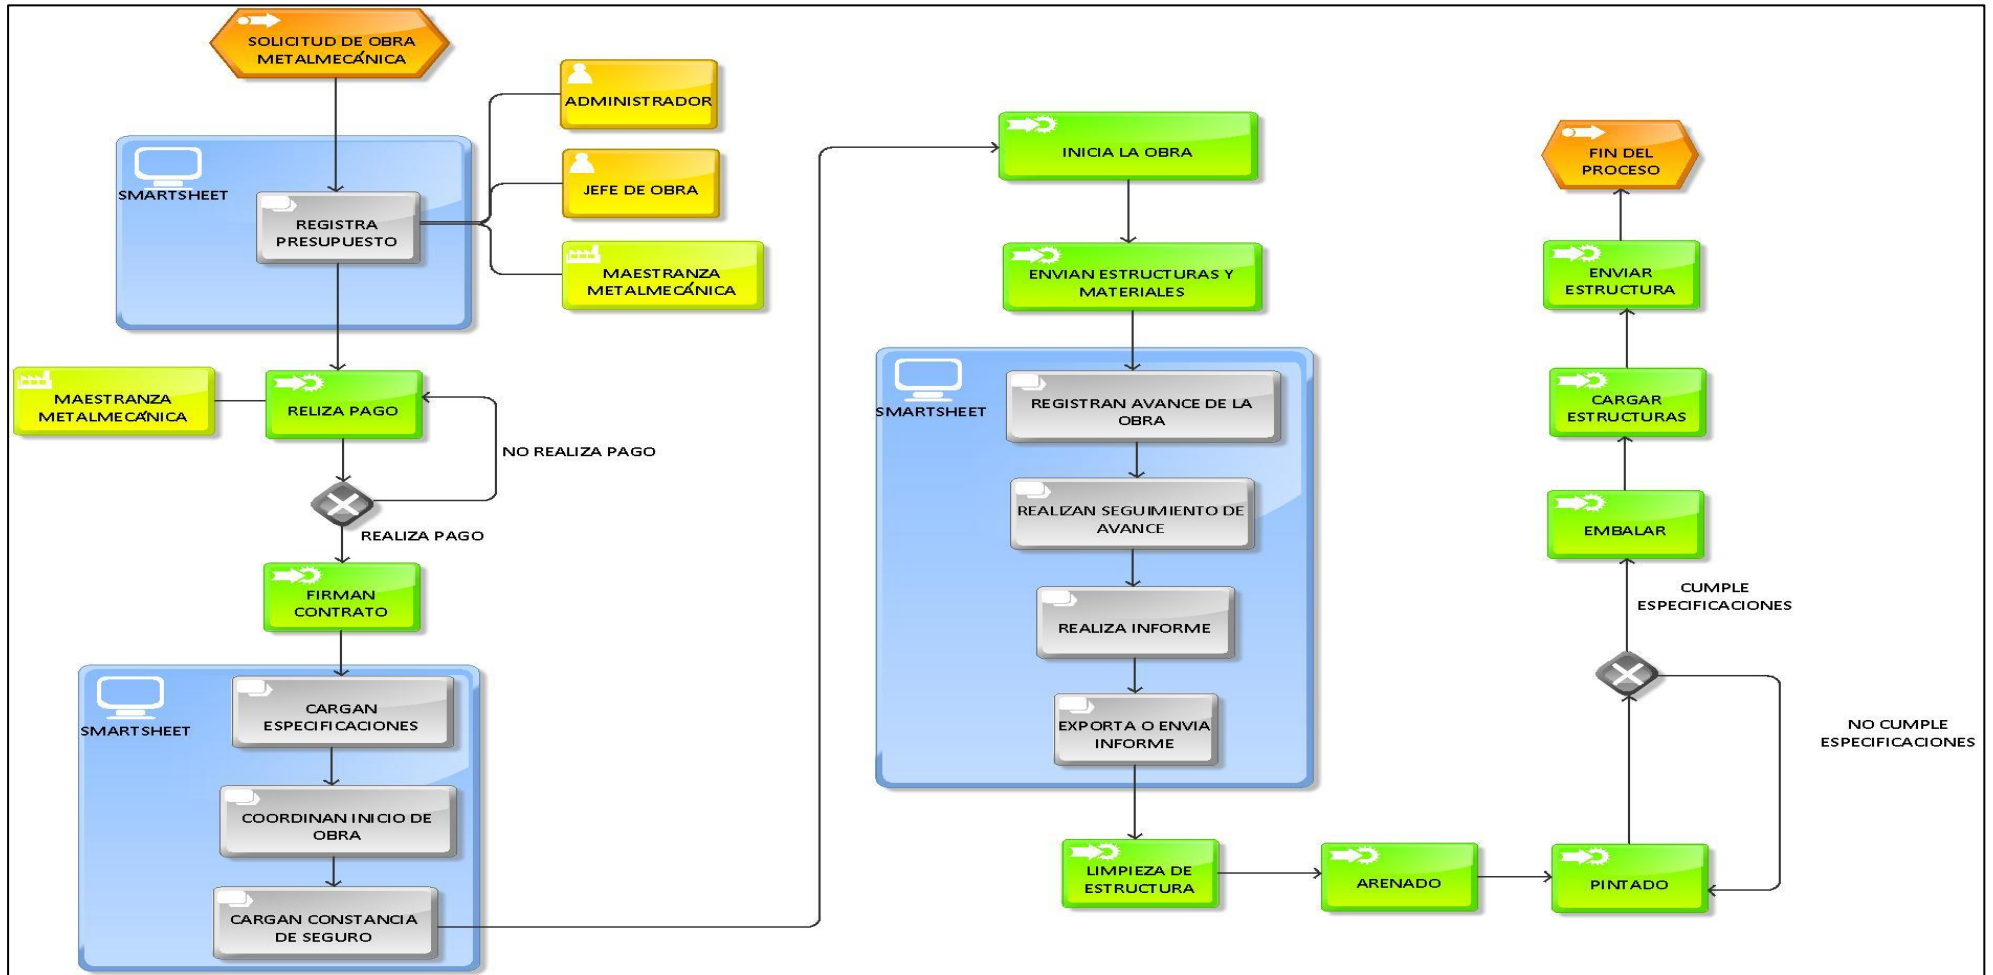 SOLICITUD DE OBRA
METALMECÁNICA
ADMINISTRADOR
SMARTSHEET
JEFE DE OBRA
REGISTRA
PRESUPUESTO
MAESTRANZA
METALMECÁNICA
MAESTRANZA
METALMECÁNICA
RELIZA PAGO
NO REALIZA PAGO
REALIZA PAGO
FIRMAN
CONTRATO
SMARTSHEET
CARGAN
ESPECIFICACIONES
COORDINAN INICIO DE
OBRA
CARGAN CONSTANCIA
DE SEGURO
INICIA LA OBRA
ENVIAN ESTRUCTURAS Y
MATERIALES
SMARTSHEET
REGISTRAN AVANCE DE LA
OBRA
REALIZAN SEGUIMIENTO DE
AVANCE
REALIZA INFORME
EXPORTA O ENVIA
INFORME
LIMPIEZA DE
ESTRUCTURA
ARENADO
PINTADO
NO CUMPLE
ESPECIFICACIONES
CUMPLE
ESPECIFICACIONES
EMBALAR
CARGAR
ESTRUCTURAS
ENVIAR
ESTRUCTURA
FIN DEL
PROCESO